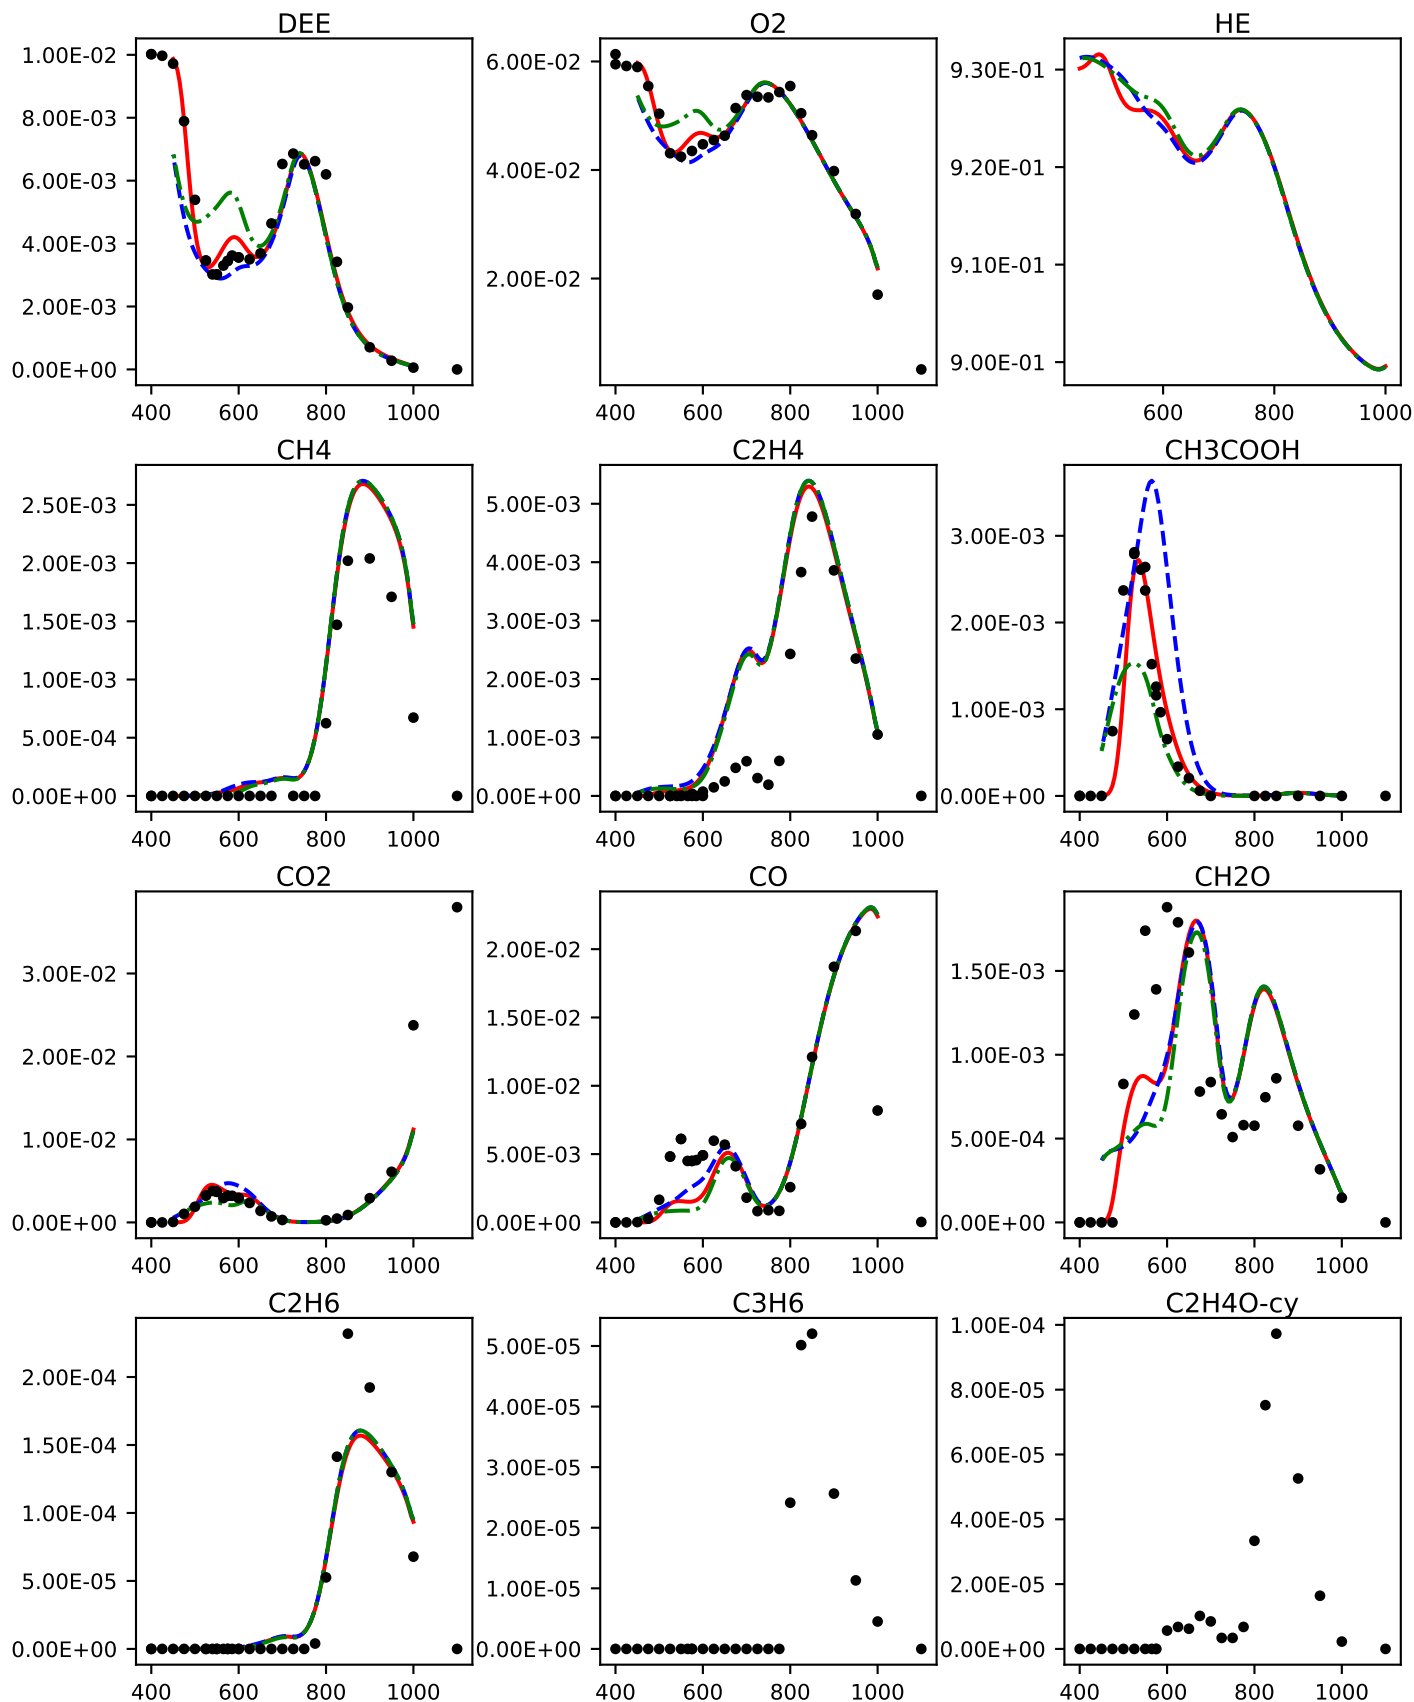 DEE O2 HE
1.00E-02 6.00E-02 9.30E-01
8.00E-03
6.00E-03 4.00E-02 9.20E-01
4.00E-03 2.00E-02 9.10E-01
2.00E-03
0.00E+00 9.00E-01
400 600 800 1000 400 600 800 1000 600 800 1000
CH4 C2H4 CH3COOH
2.50E-03 5.00E-03 3.00E-03
2.00E-03 4.00E-03
1.50E-03 3.00E-03 2.00E-03
1.00E-03 2.00E-03 1.00E-03
5.00E-04 1.00E-03
0.00E+00 0.00E+00 0.00E+00
400 600 800 1000 400 600 800 1000 400 600 800 1000
CO2 CO CH2O
3.00E-02 2.00E-02 1.50E-03
2.00E-02 1.50E-02 1.00E-03
1.00E-02 1.00E-02 5.00E-04
5.00E-03
0.00E+00 0.00E+00 0.00E+00
400 600 800 1000 400 600 800 1000 400 600 800 1000
C2H6 C3H6 C2H4O-cy
2.00E-04 5.00E-05 1.00E-04
1.50E-04 4.00E-05 8.00E-05
1.00E-04 3.00E-05 6.00E-05
5.00E-05 2.00E-05 4.00E-05
1.00E-05 2.00E-05
0.00E+00 0.00E+00 0.00E+00
400 600 800 1000 400 600 800 1000 400 600 800 1000